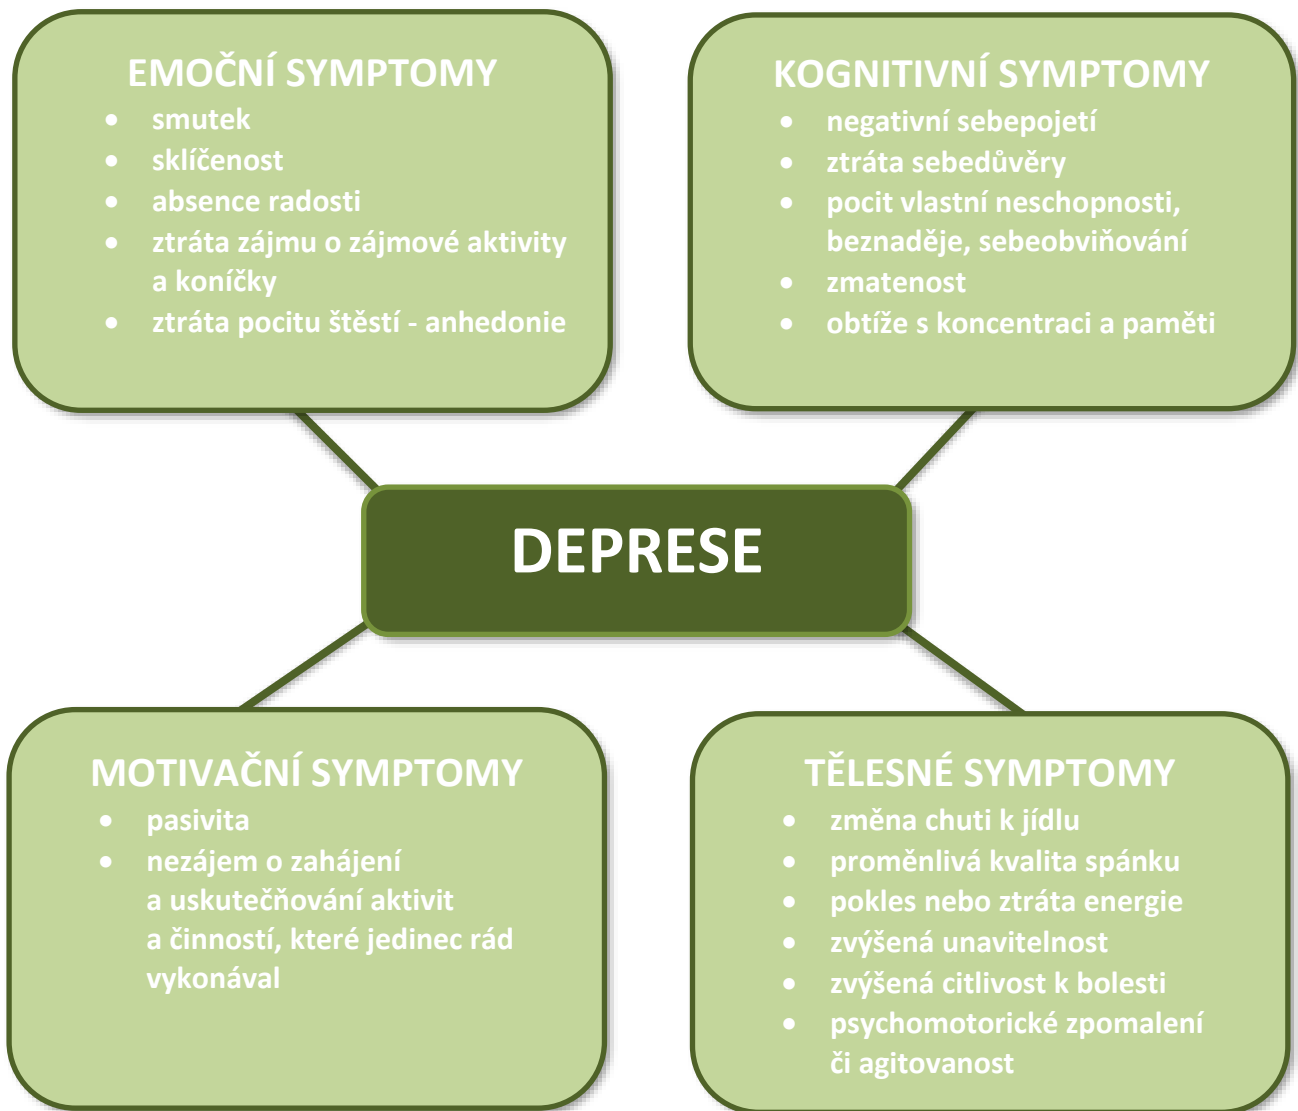 EMOČNÍ SYMPTOMY
• smutek
• sklíčenost
• absence radosti
• ztráta zájmu o zájmové aktivity
a koníčky
• ztráta pocitu štěstí - anhedonie
KOGNITIVNÍ SYMPTOMY
• negativní sebepojetí
• ztráta sebedůvěry
• pocit vlastní neschopnosti,
beznaděje, sebeobviňování
• zmatenost
• obtíže s koncentraci a paměti
DEPRESE
MOTIVAČNÍ SYMPTOMY
• pasivita
• nezájem o zahájení
a uskutečňování aktivit
a činností, které jedinec rád
vykonával
TĚLESNÉ SYMPTOMY
• změna chuti k jídlu
• proměnlivá kvalita spánku
• pokles nebo ztráta energie
• zvýšená unavitelnost
• zvýšená citlivost k bolesti
• psychomotorické zpomalení
či agitovanost